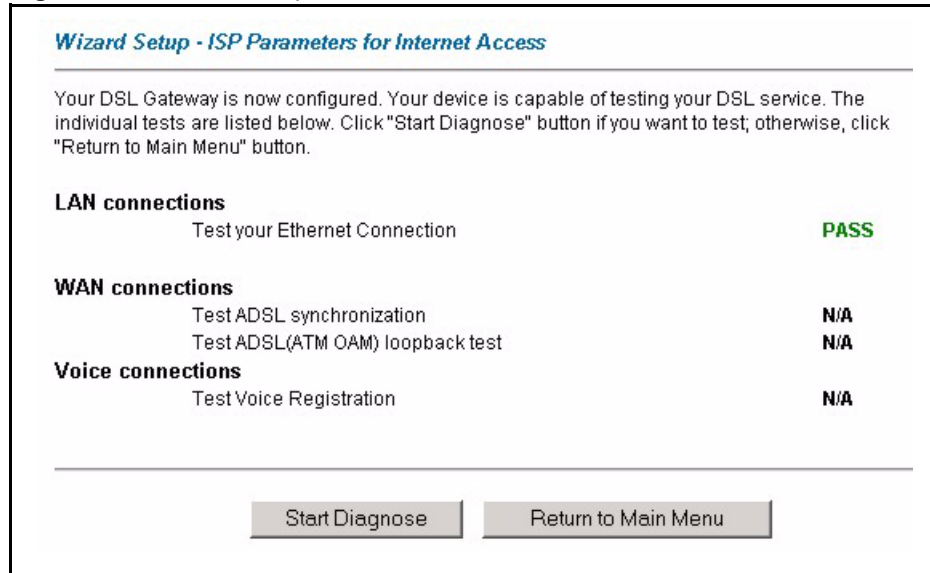 Wizard Setup - ISP Parameters for Internet Access
Your DSL Gateway is now configured. Your device is capable of testing your DSL service. The
individual tests are listed below. Click "Start Diagnose" button if you want to test; otherwise, click
"Return to Main Menu" button.
LAN connections
Test your Ethernet Connection PASS
WAN connections
Test ADSL synchronization N/A
Test ADSL(ATM OAM) loopback test N/A
Voice connections
Test Voice Registration N/A
Start Diagnose Return to Main Menu